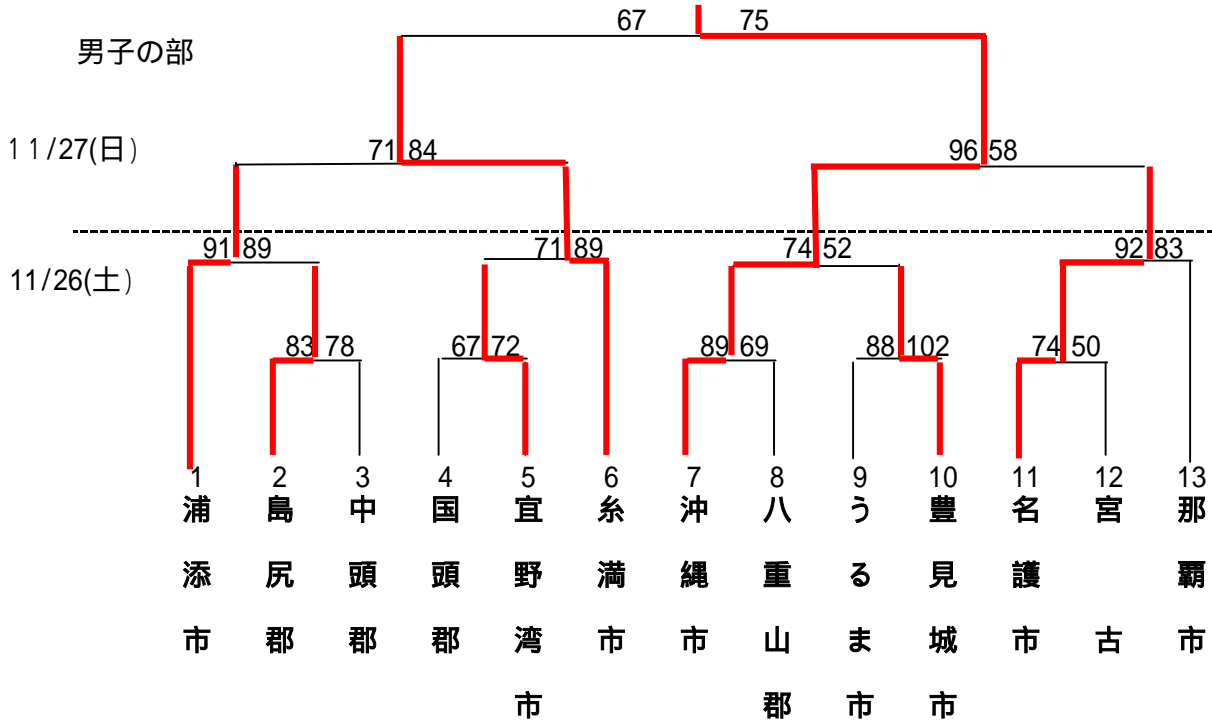 67 75
男子の部
11/27(日)
71 84
96 58
91 89
71 89
74 52
92 83
11/26(土)
83 78
67 72
89 69
88 102
74 50
1 2 3 4 5 6 7 8 9 10 11 12 13
浦添市
島尻郡
中頭郡
国頭郡
宜野湾市
糸満市
沖縄市
八重山郡
うるま市
豊見城市
名護市
宮古
那覇市